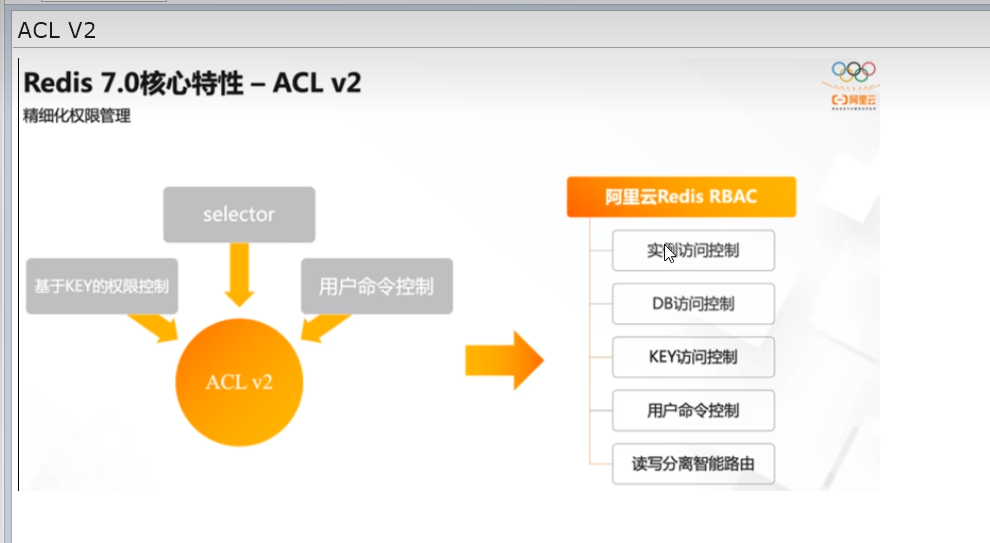 ACL V2
Redis 7.0核心特性 – ACL v2
精细化权限管理
阿里云
selector
基于KEY的权限控制
用户命令控制
ACL v2
阿里云Redis RBAC
实例访问控制
DB访问控制
KEY访问控制
用户命令控制
读写分离智能路由